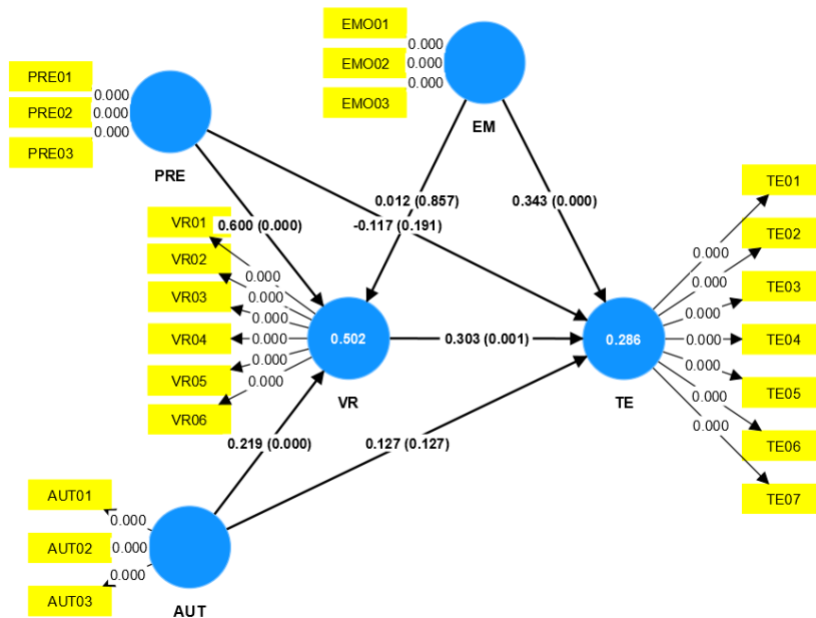 EMO01
0.000
EMO02
0.000
0.000
EMO03
EM
PRE01
0.000
PRE02
0.000
0.000
PRE03
PRE
0.012 (0.857)
0.343 (0.000)
-0.117 (0.191)
0.600 (0.000)
VR01
VR02
VR03
VR04
VR05
VR06
0.000
0.000
0.000
0.000
0.000
0.000
0.502
VR
0.303 (0.001)
0.286
TE
TE01
TE02
TE03
TE04
TE05
TE06
TE07
0.000
0.000
0.000
0.000
0.000
0.000
0.000
0.219 (0.000)
0.127 (0.127)
AUT01
0.000
AUT02
0.000
0.000
AUT03
AUT